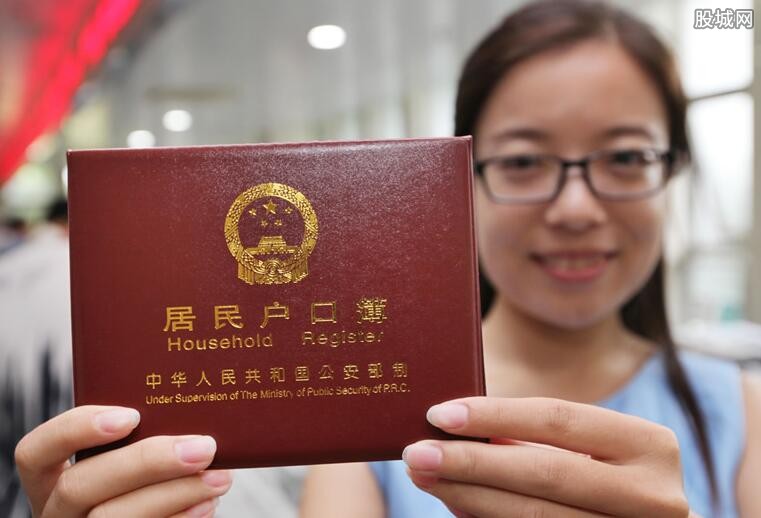 股城网
居民户口簿
Household Register
中华人民共和国公安部制
Under Supervision of The Ministry of Public Security of P.R.C.